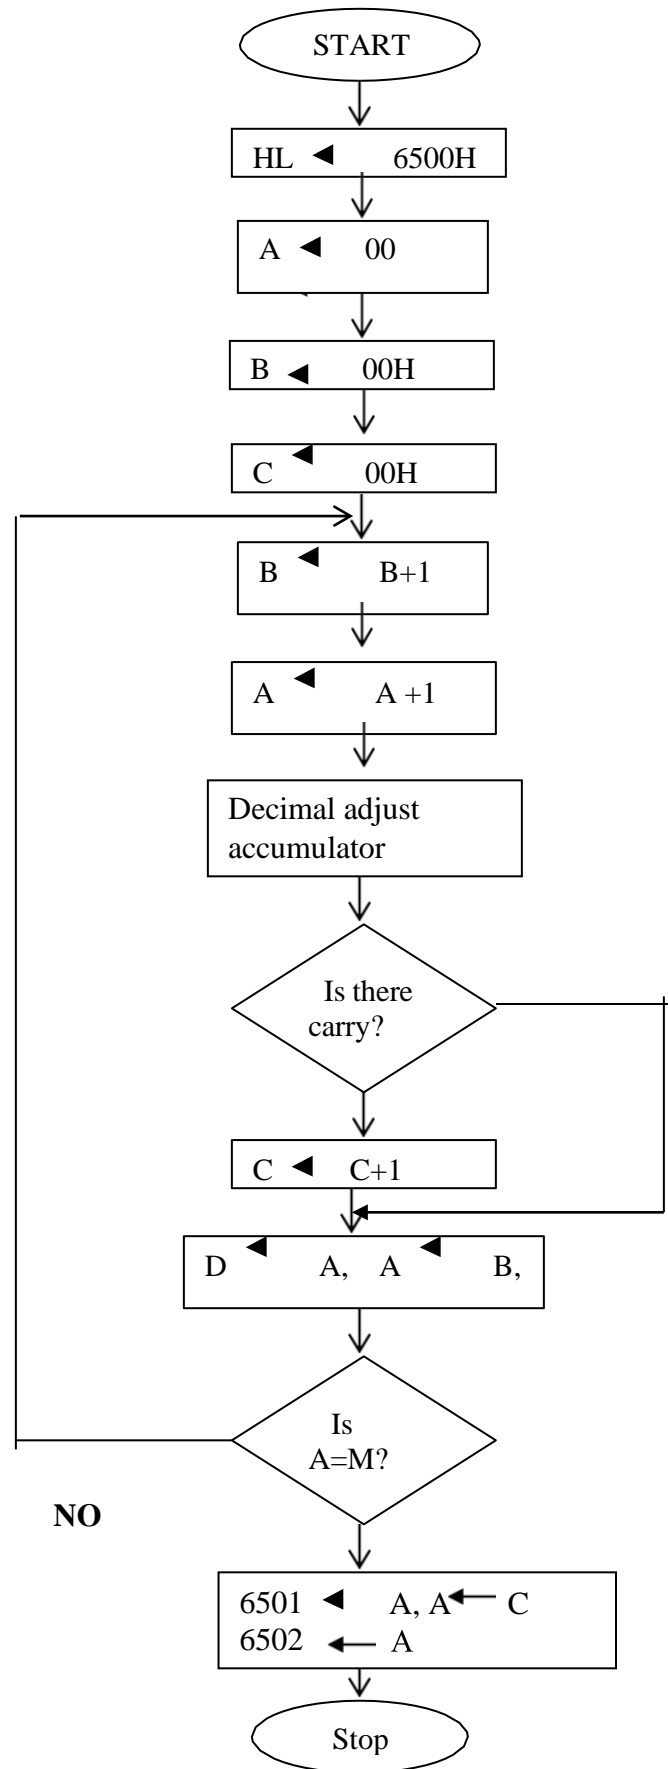 START
HL ◄ 6500H
A ◄ 00
B ◄ 00H
C ◄ 00H
B ◄ B+1
A ◄ A +1
Decimal adjust
accumulator
Is there
carry?
C ◄ C+1
D ◄ A, A ◄ B,
Is
A=M?
NO
6501 ◄ A, A ← C
6502 ← A
Stop